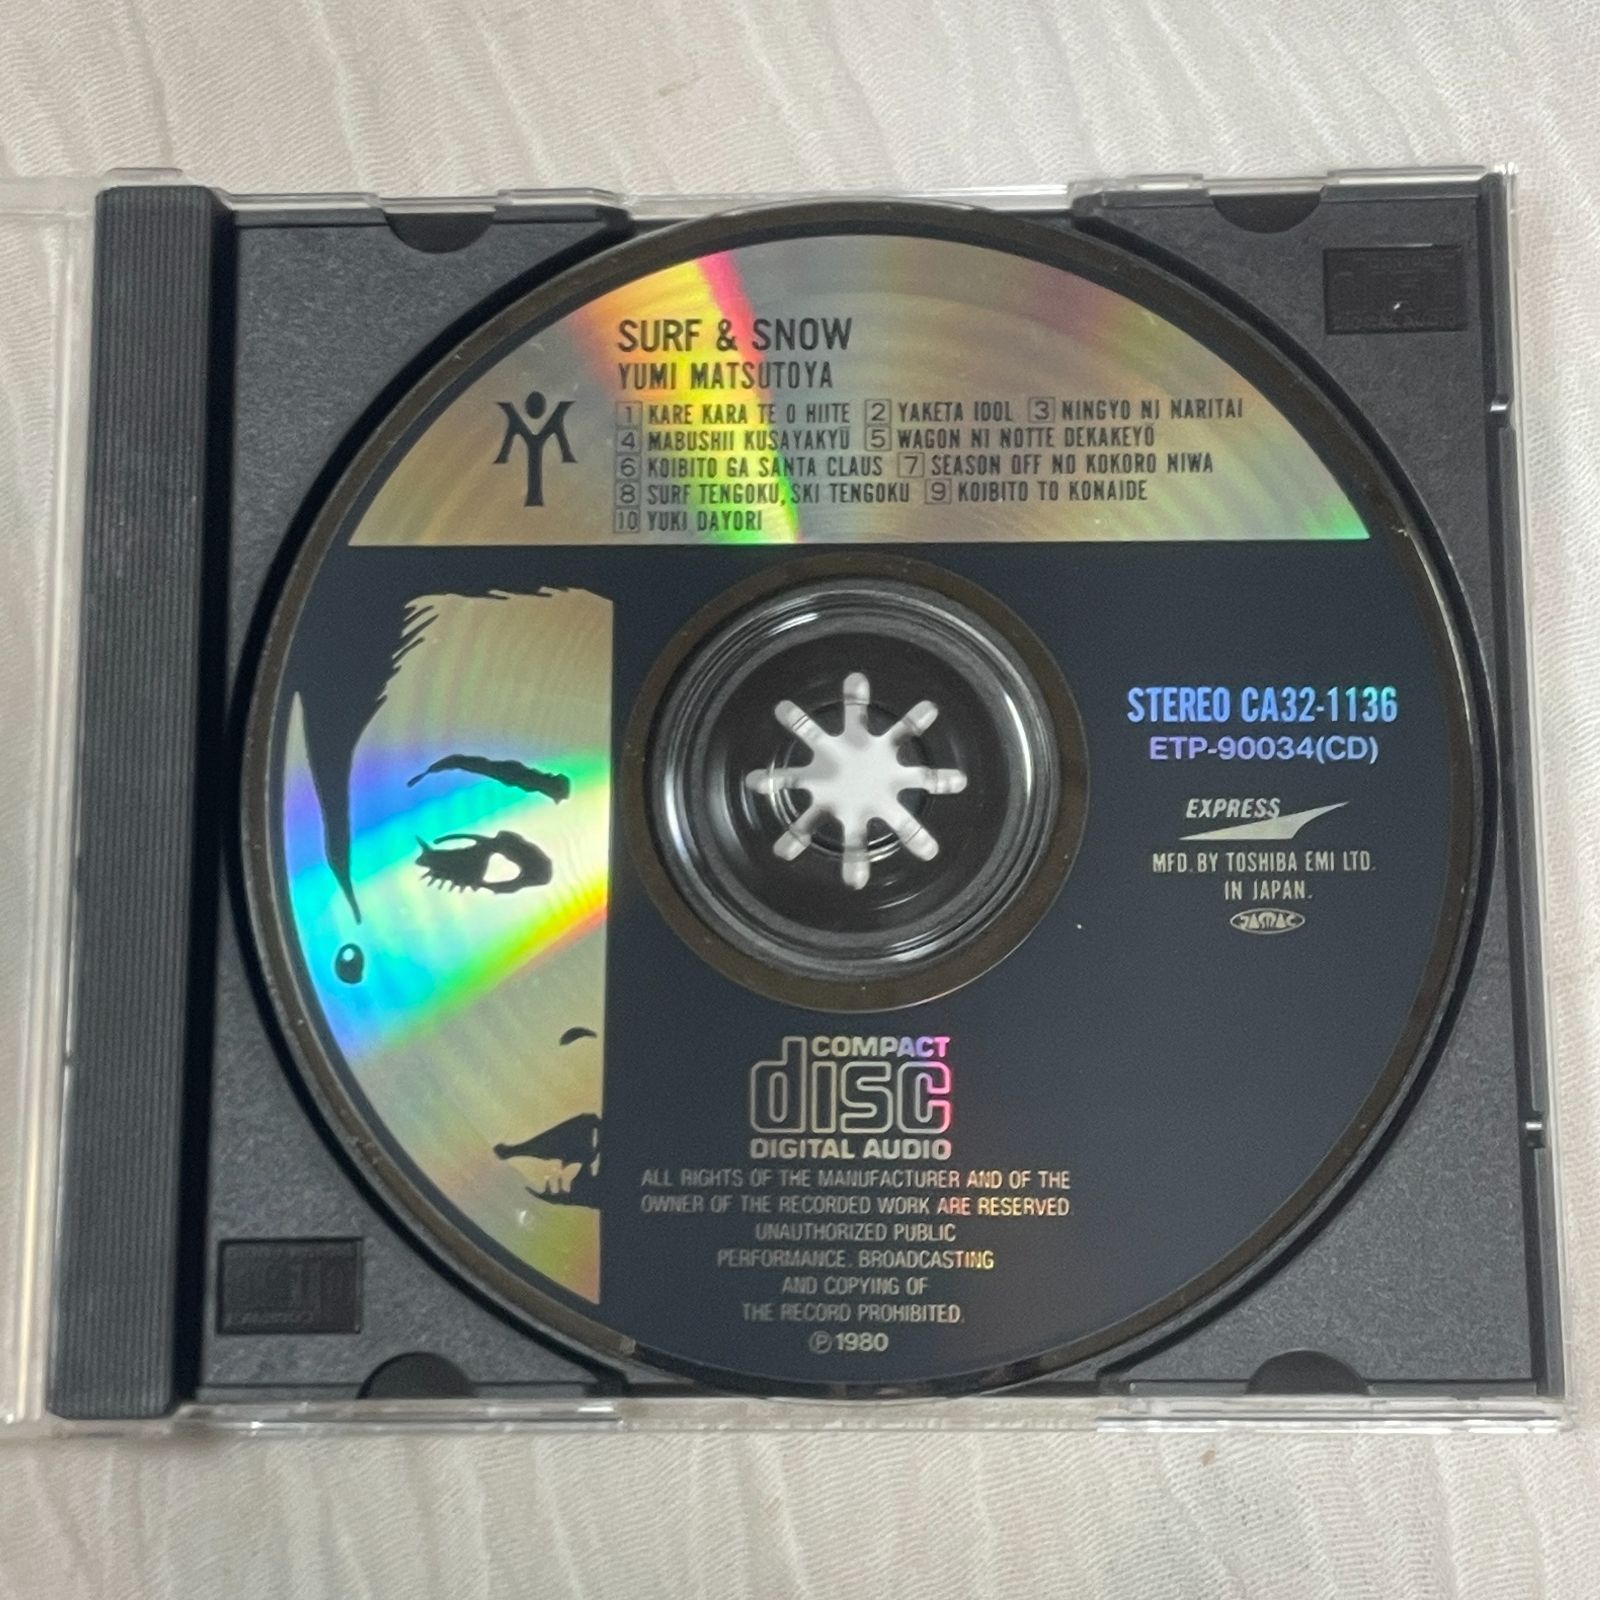 SURF & SNOW
YUMI MATSUTOYA
1 KARE KARA TE O HIITE 2 YAKETA IDOL 3 NINGYO NI NARITAI
4 MABUSHII KUSAYAKYŪ 5 WAGON NI NOTTE DEKAKEYŌ
6 KOIBITO GA SANTA CLAUS 7 SEASON OFF NO KOKORO NIWA
8 SURF TENGOKU, SKI TENGOKU 9 KOIBITO TO KONAIDE
10 YUKI DAYORI
STEREO CA32-1136
ETP-90034(CD)
EXPRESS
MFD. BY TOSHIBA EMI LTD.
IN JAPAN.
JASRAC
COMPACT
disc
DIGITAL AUDIO
ALL RIGHTS OF THE MANUFACTURER AND OF THE
OWNER OF THE RECORDED WORK ARE RESERVED
UNAUTHORIZED PUBLIC
PERFORMANCE. BROADCASTING
AND COPYING OF
THE RECORD PROHIBITED.
Ⓟ1980